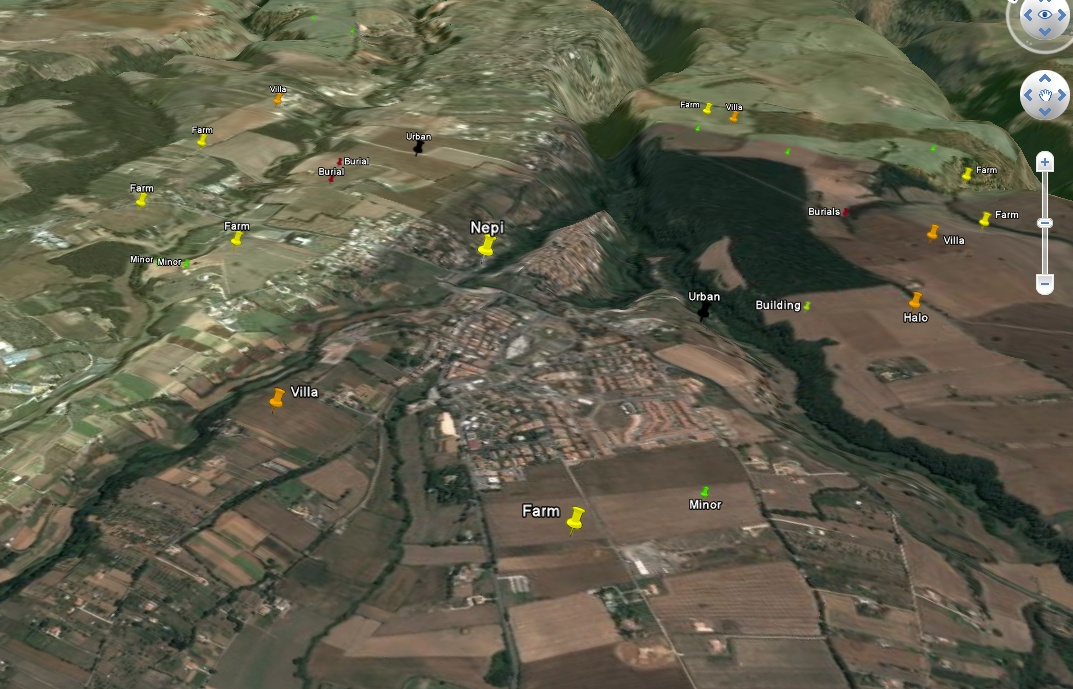 Villa
Farm
Villa
Farm
Urban
Burial
Burial
Farm
Farm
Burials
Farm
Farm
Nepi
Villa
Minor
Minor
Urban
Building
Halo
Villa
Minor
Farm